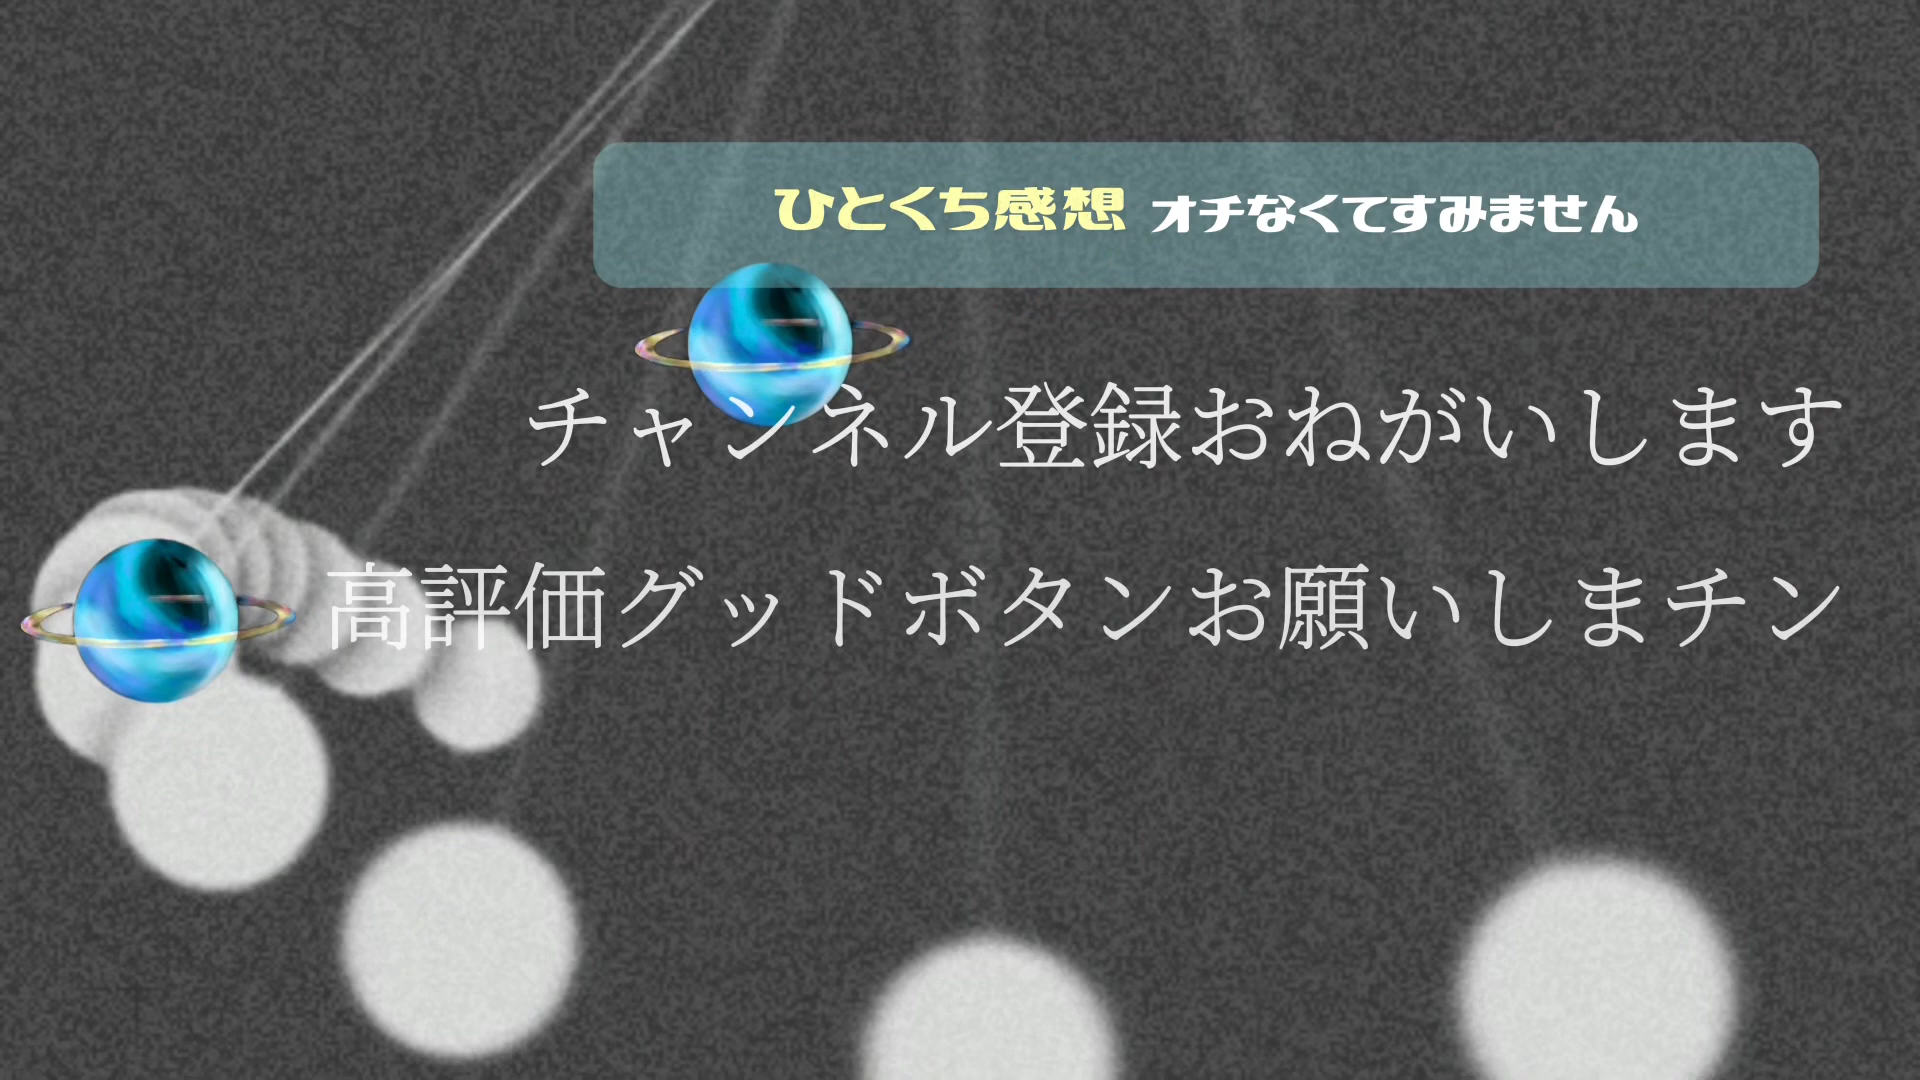 ひとくち感想 オチなくてすみません
チャンネル登録おねがいします
高評価グッドボタンお願いしまチン